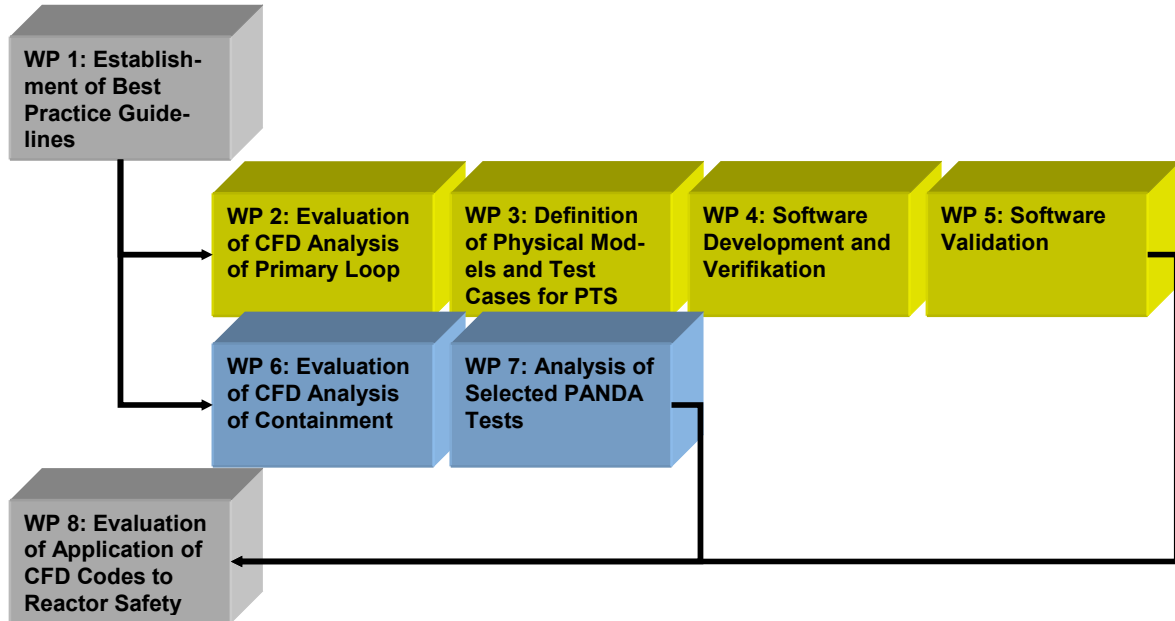 WP 1: Establish-
ment of Best
Practice Guide-
lines
WP 2: Evaluation
of CFD Analysis
of Primary Loop
WP 3: Definition
of Physical Mod-
els and Test
Cases for PTS
WP 4: Software
Development and
Verifikation
WP 5: Software
Validation
WP 6: Evaluation
of CFD Analysis
of Containment
WP 7: Analysis of
Selected PANDA
Tests
WP 8: Evaluation
of Application of
CFD Codes to
Reactor Safety